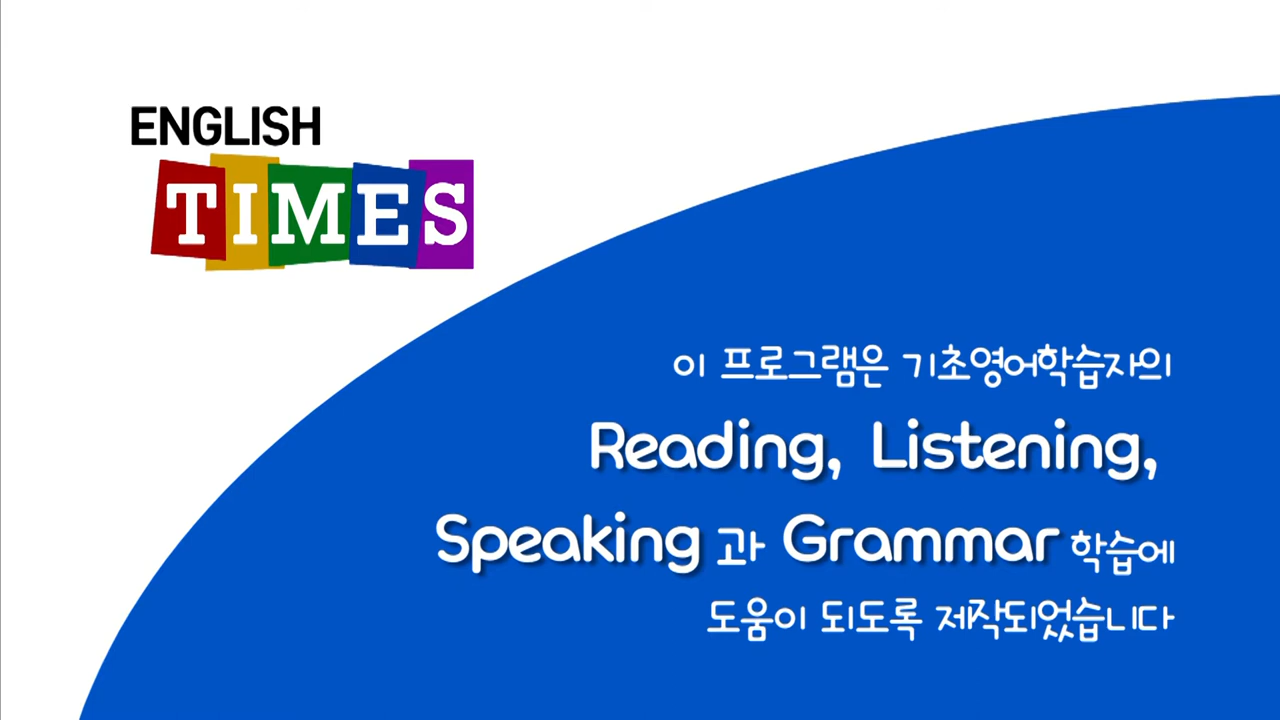 ENGLISH
TIMES
이 프로그램은 기초영어학습자의
Reading, Listening,
Speaking 과 Grammar 학습에
도움이 되도록 제작되었습니다